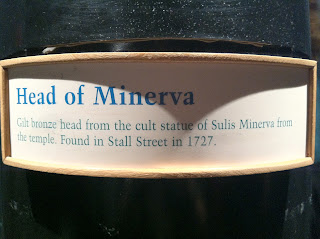 Head of Minerva
Gilt bronze head from the cult statue of Sulis Minerva from
the temple. Found in Stall Street in 1727.